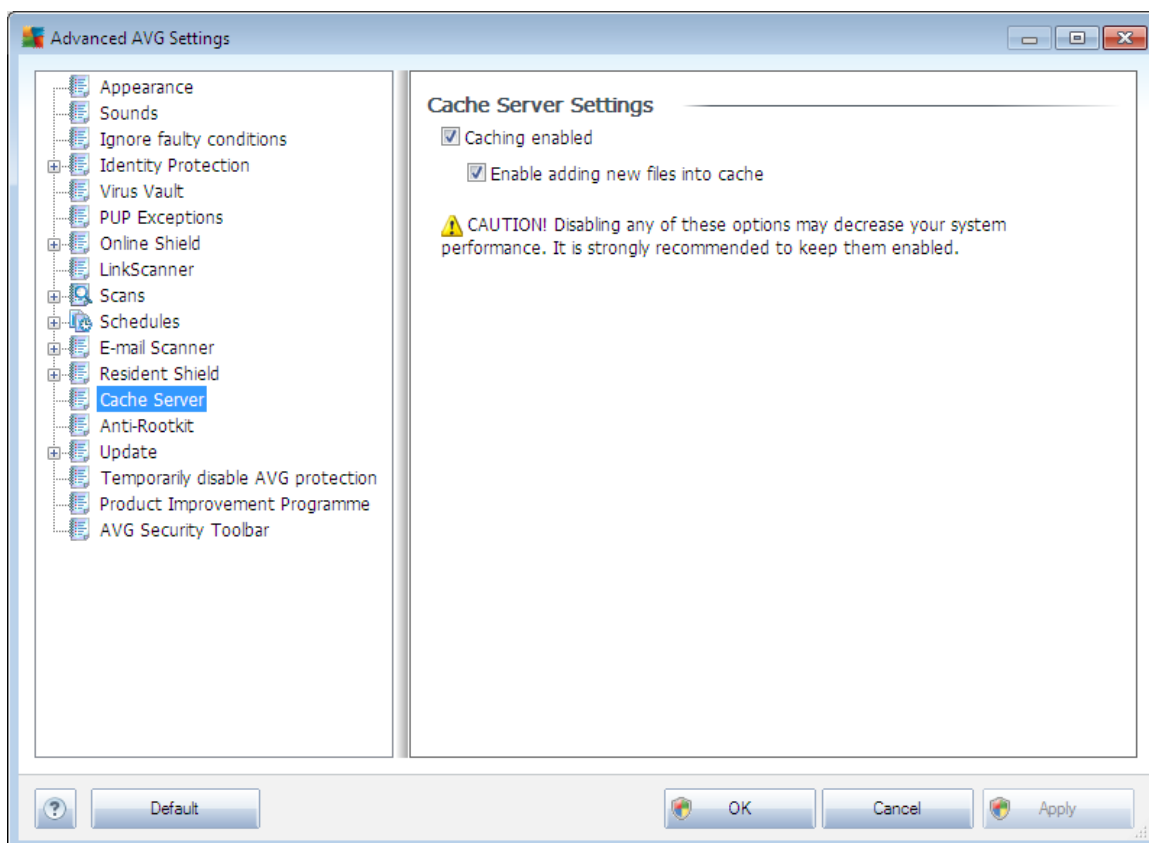 Advanced AVG Settings
Appearance
Sounds
Ignore faulty conditions
Identity Protection
Virus Vault
PUP Exceptions
Online Shield
LinkScanner
Scans
Schedules
E-mail Scanner
Resident Shield
Cache Server
Anti-Rootkit
Update
Temporarily disable AVG protection
Product Improvement Programme
AVG Security Toolbar
Cache Server Settings
Caching enabled
Enable adding new files into cache
CAUTION! Disabling any of these options may decrease your system
performance. It is strongly recommended to keep them enabled.
?
Default
OK
Cancel
Apply